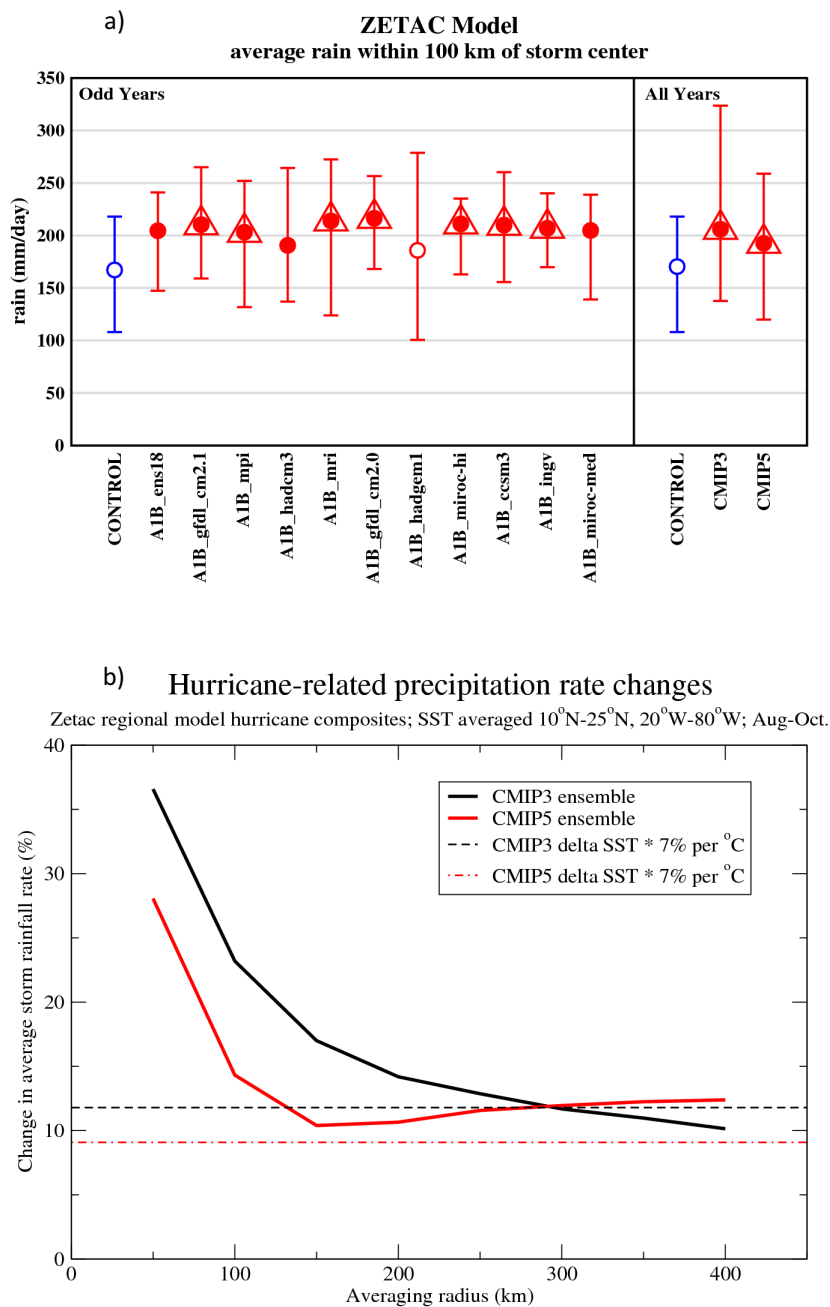 a)
ZETAC Model
average rain within 100 km of storm center
350
300
250
200
150
100
50
0
rain (mm/day)
Odd Years
All Years
CONTROL
A1B_ens18
A1B_gfdl_cm2.1
A1B_mpi
A1B_hadcm3
A1B_mri
A1B_gfdl_cm2.0
A1B_hadgem1
A1B_miroc-hi
A1B_ccsm3
A1B_ingv
A1B_miroc-med
CONTROL
CMIP3
CMIP5
b)
Hurricane-related precipitation rate changes
Zetac regional model hurricane composites; SST averaged 10°N-25°N, 20°W-80°W; Aug-Oct.
40
30
20
10
0
Change in average storm rainfall rate (%)
CMIP3 ensemble
CMIP5 ensemble
CMIP3 delta SST * 7% per °C
CMIP5 delta SST * 7% per °C
0
100
200
300
400
Averaging radius (km)